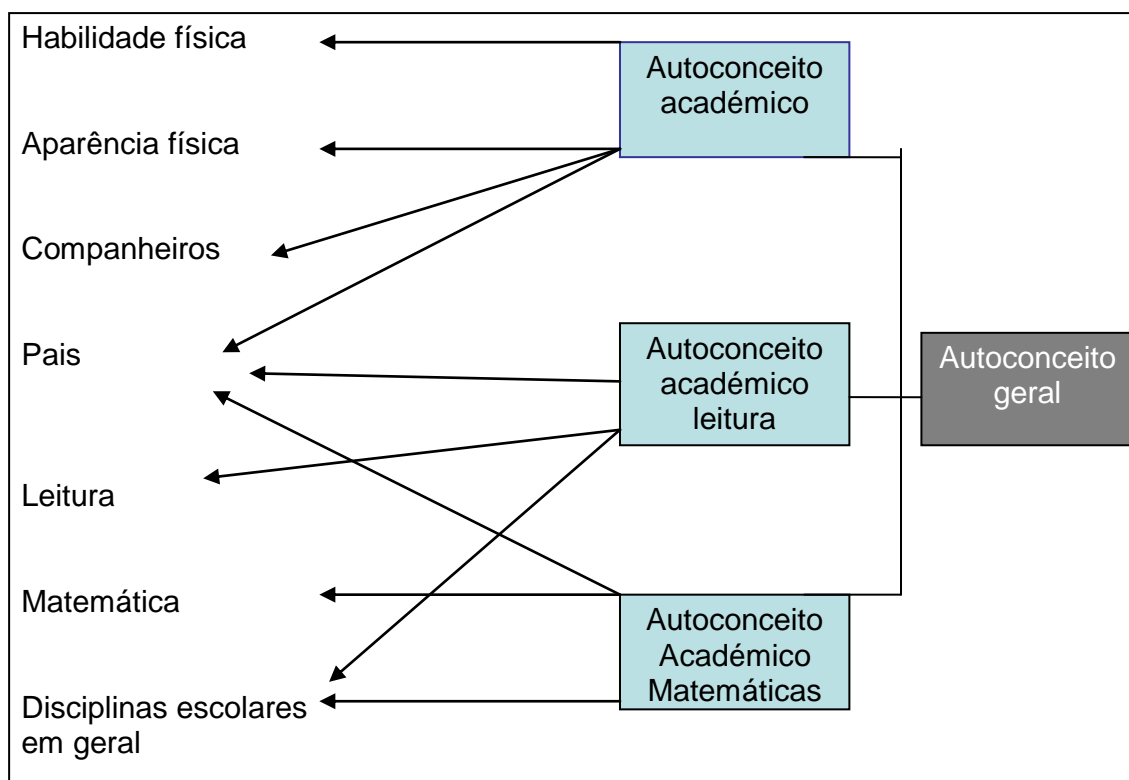 Habilidade física
Aparência física
Companheiros
Pais
Leitura
Matemática
Disciplinas escolares
em geral
Autoconceito
académico
Autoconceito
académico
leitura
Autoconceito
Académico
Matemáticas
Autoconceito
geral